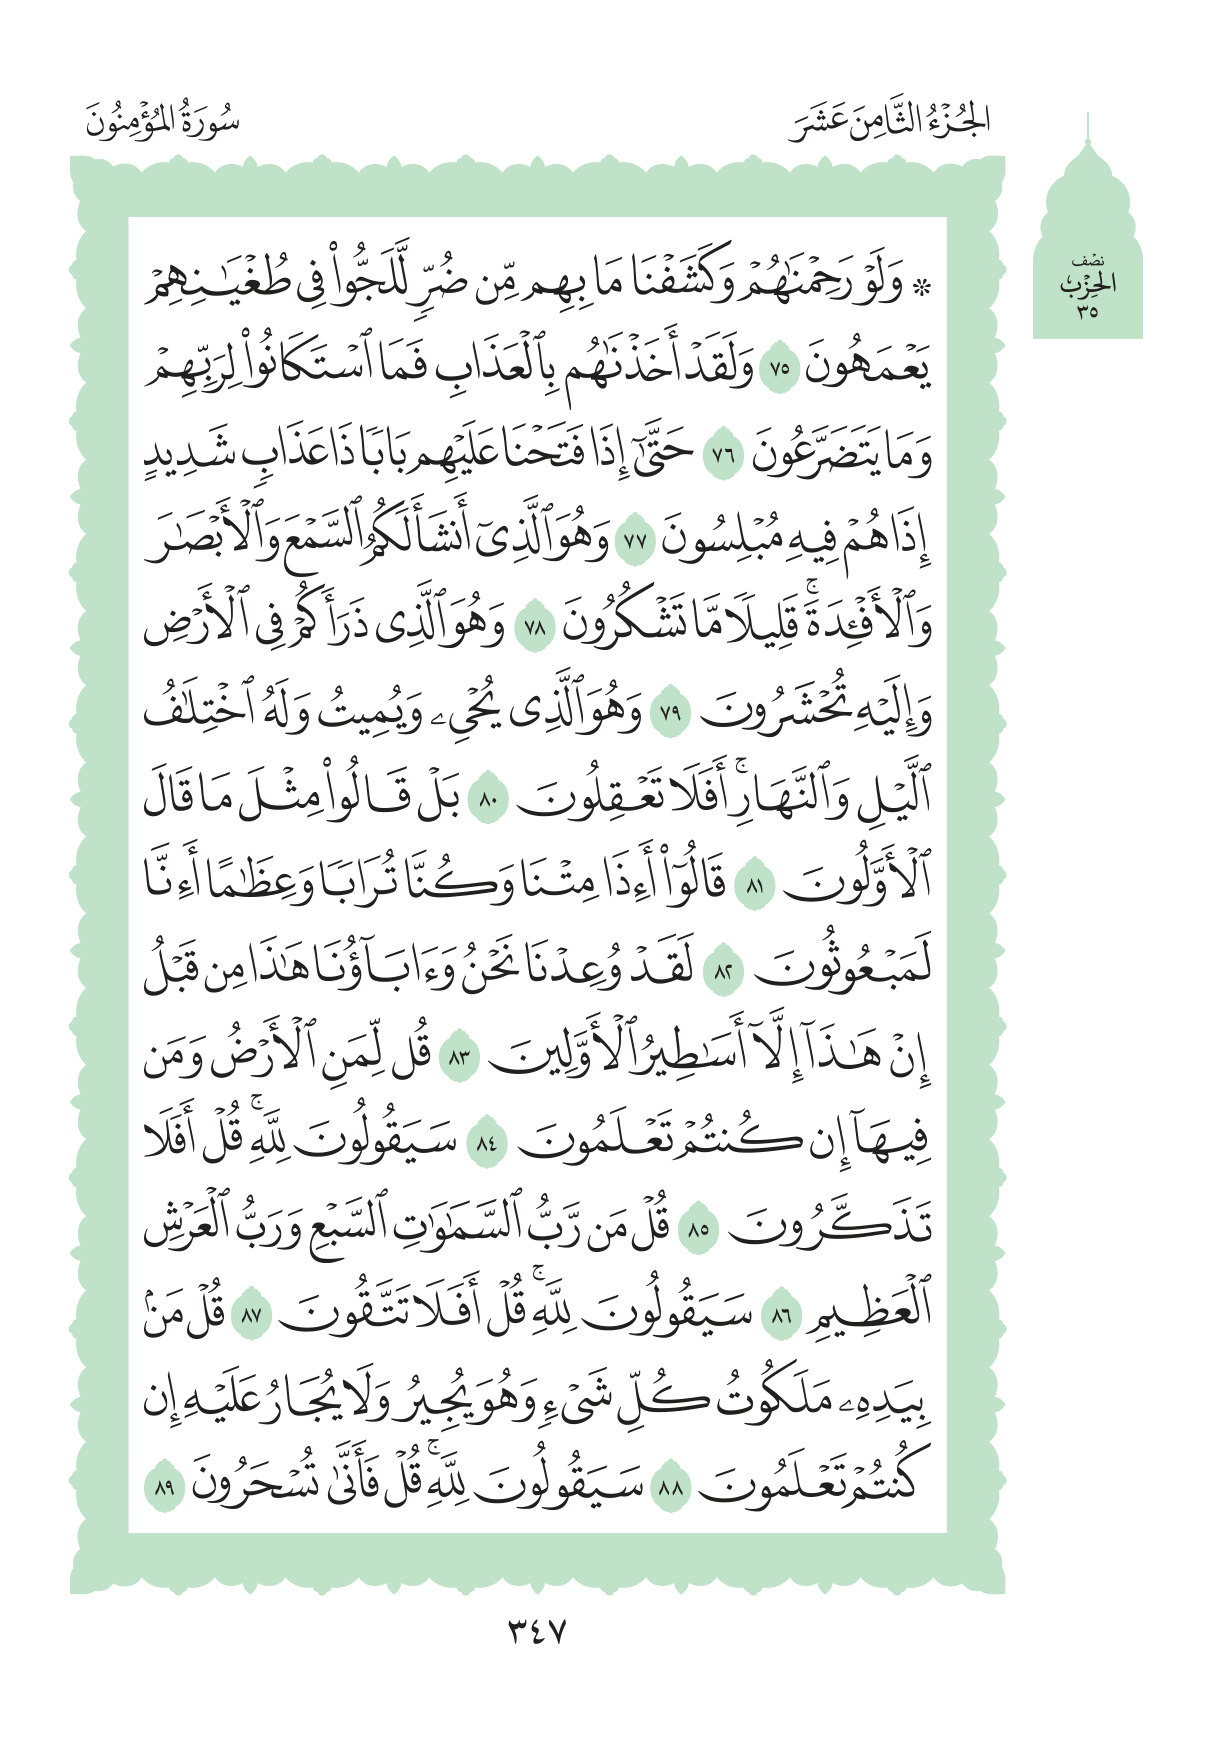 الجُزْءُ الثَّامِنَ عَشَرَ
سُورَةُ المُؤْمِنُونَ
نِصْف
الحِزْب
٣٥
۞ وَلَوْ رَحِمْنَٰهُمْ وَكَشَفْنَا مَا بِهِم مِّن ضُرٍّ لَّلَجُّوا۟ فِى طُغْيَٰنِهِمْ
يَعْمَهُونَ ٧٥ وَلَقَدْ أَخَذْنَٰهُم بِٱلْعَذَابِ فَمَا ٱسْتَكَانُوا۟ لِرَبِّهِمْ
وَمَا يَتَضَرَّعُونَ ٧٦ حَتَّىٰٓ إِذَا فَتَحْنَا عَلَيْهِم بَابًا ذَا عَذَابٍ شَدِيدٍ
إِذَا هُمْ فِيهِ مُبْلِسُونَ ٧٧ وَهُوَ ٱلَّذِىٓ أَنشَأَ لَكُمُ ٱلسَّمْعَ وَٱلْأَبْصَٰرَ
وَٱلْأَفْـِٔدَةَ ۚ قَلِيلًا مَّا تَشْكُرُونَ ٧٨ وَهُوَ ٱلَّذِى ذَرَأَكُمْ فِى ٱلْأَرْضِ
وَإِلَيْهِ تُحْشَرُونَ ٧٩ وَهُوَ ٱلَّذِى يُحْىِۦ وَيُمِيتُ وَلَهُ ٱخْتِلَٰفُ
ٱلَّيْلِ وَٱلنَّهَارِ ۚ أَفَلَا تَعْقِلُونَ ٨٠ بَلْ قَالُوا۟ مِثْلَ مَا قَالَ
ٱلْأَوَّلُونَ ٨١ قَالُوٓا۟ أَءِذَا مِتْنَا وَكُنَّا تُرَابًا وَعِظَٰمًا أَءِنَّا
لَمَبْعُوثُونَ ٨٢ لَقَدْ وُعِدْنَا نَحْنُ وَءَابَآؤُنَا هَٰذَا مِن قَبْلُ
إِنْ هَٰذَآ إِلَّآ أَسَٰطِيرُ ٱلْأَوَّلِينَ ٨٣ قُل لِّمَنِ ٱلْأَرْضُ وَمَن
فِيهَآ إِن كُنتُمْ تَعْلَمُونَ ٨٤ سَيَقُولُونَ لِلَّهِ ۚ قُلْ أَفَلَا
تَذَكَّرُونَ ٨٥ قُلْ مَن رَّبُّ ٱلسَّمَٰوَٰتِ ٱلسَّبْعِ وَرَبُّ ٱلْعَرْشِ
ٱلْعَظِيمِ ٨٦ سَيَقُولُونَ لِلَّهِ ۚ قُلْ أَفَلَا تَتَّقُونَ ٨٧ قُلْ مَنۢ
بِيَدِهِۦ مَلَكُوتُ كُلِّ شَىْءٍ وَهُوَ يُجِيرُ وَلَا يُجَارُ عَلَيْهِ إِن
كُنتُمْ تَعْلَمُونَ ٨٨ سَيَقُولُونَ لِلَّهِ ۚ قُلْ فَأَنَّىٰ تُسْحَرُونَ ٨٩
٣٤٧